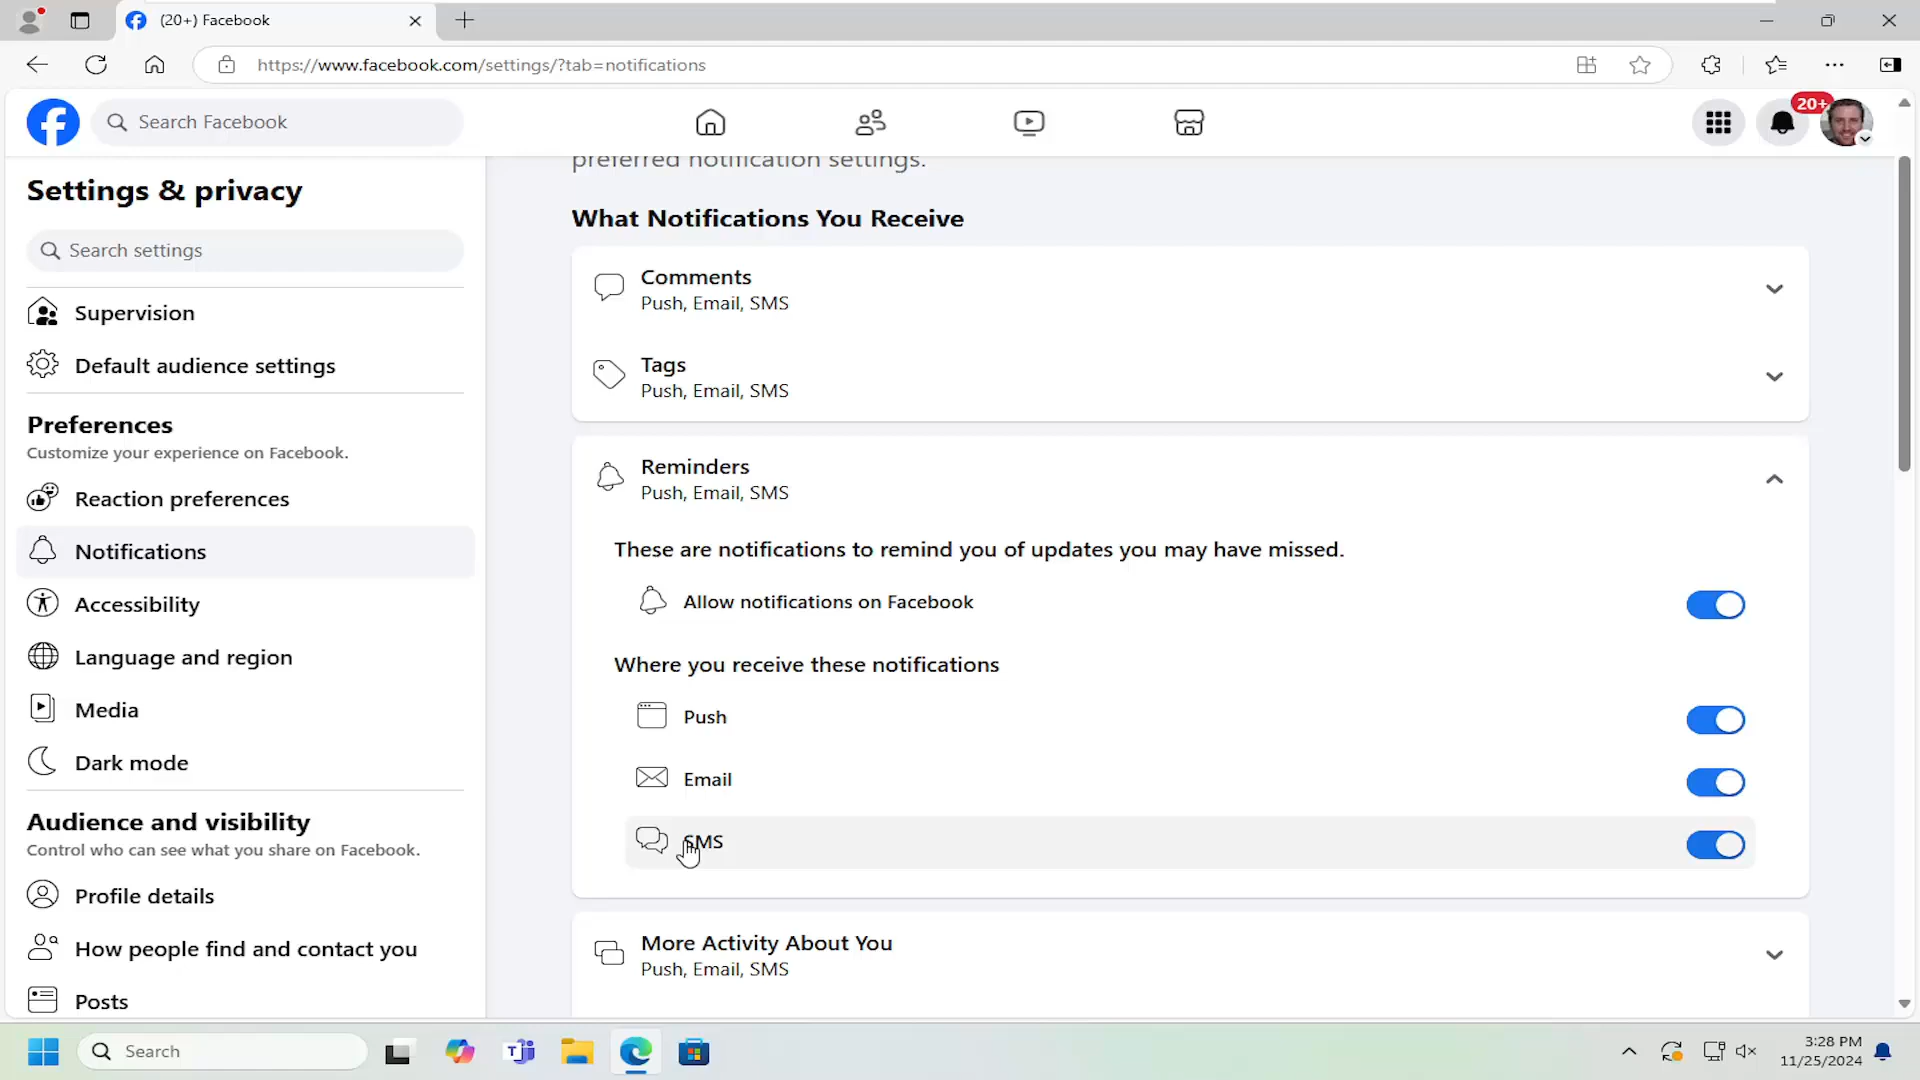 (20+) Facebook
https://www.facebook.com/settings/?tab=notifications
Search Facebook
20+
Settings & privacy
Search settings
Supervision
Default audience settings
Preferences
Customize your experience on Facebook.
Reaction preferences
Notifications
Accessibility
Language and region
Media
Dark mode
Audience and visibility
Control who can see what you share on Facebook.
Profile details
How people find and contact you
Posts
preferred notification settings.
What Notifications You Receive
Comments
Push, Email, SMS
Tags
Push, Email, SMS
Reminders
Push, Email, SMS
These are notifications to remind you of updates you may have missed.
Allow notifications on Facebook
Where you receive these notifications
Push
Email
SMS
More Activity About You
Push, Email, SMS
Search
3:28 PM
11/25/2024